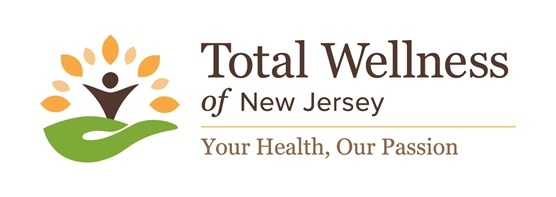 Total Wellness
of New Jersey
Your Health, Our Passion